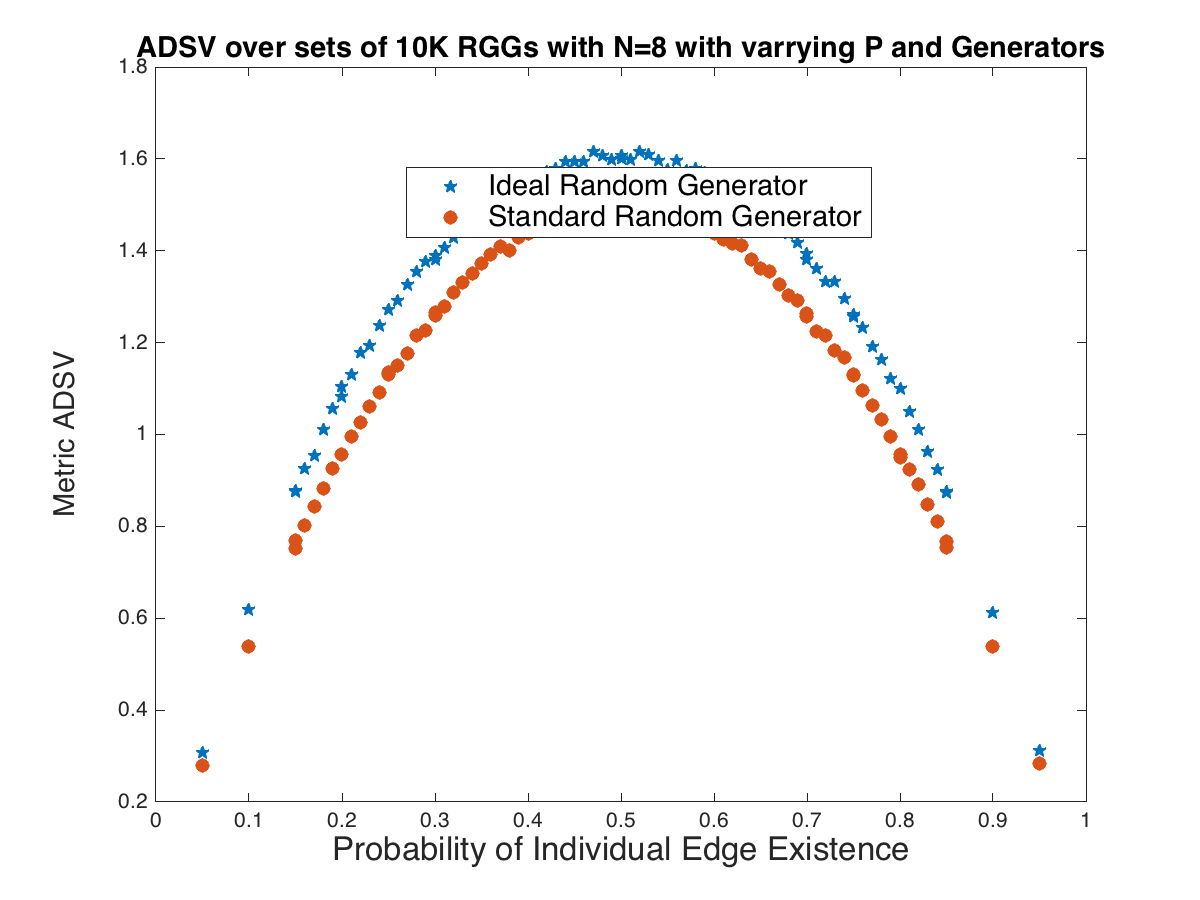 ADSV over sets of 10K RGGs with N=8 with varrying P and Generators
1.8
1.6
1.4
1.2
1
0.8
0.6
0.4
0.2
Metric ADSV
Ideal Random Generator
Standard Random Generator
0 0.1 0.2 0.3 0.4 0.5 0.6 0.7 0.8 0.9 1
Probability of Individual Edge Existence